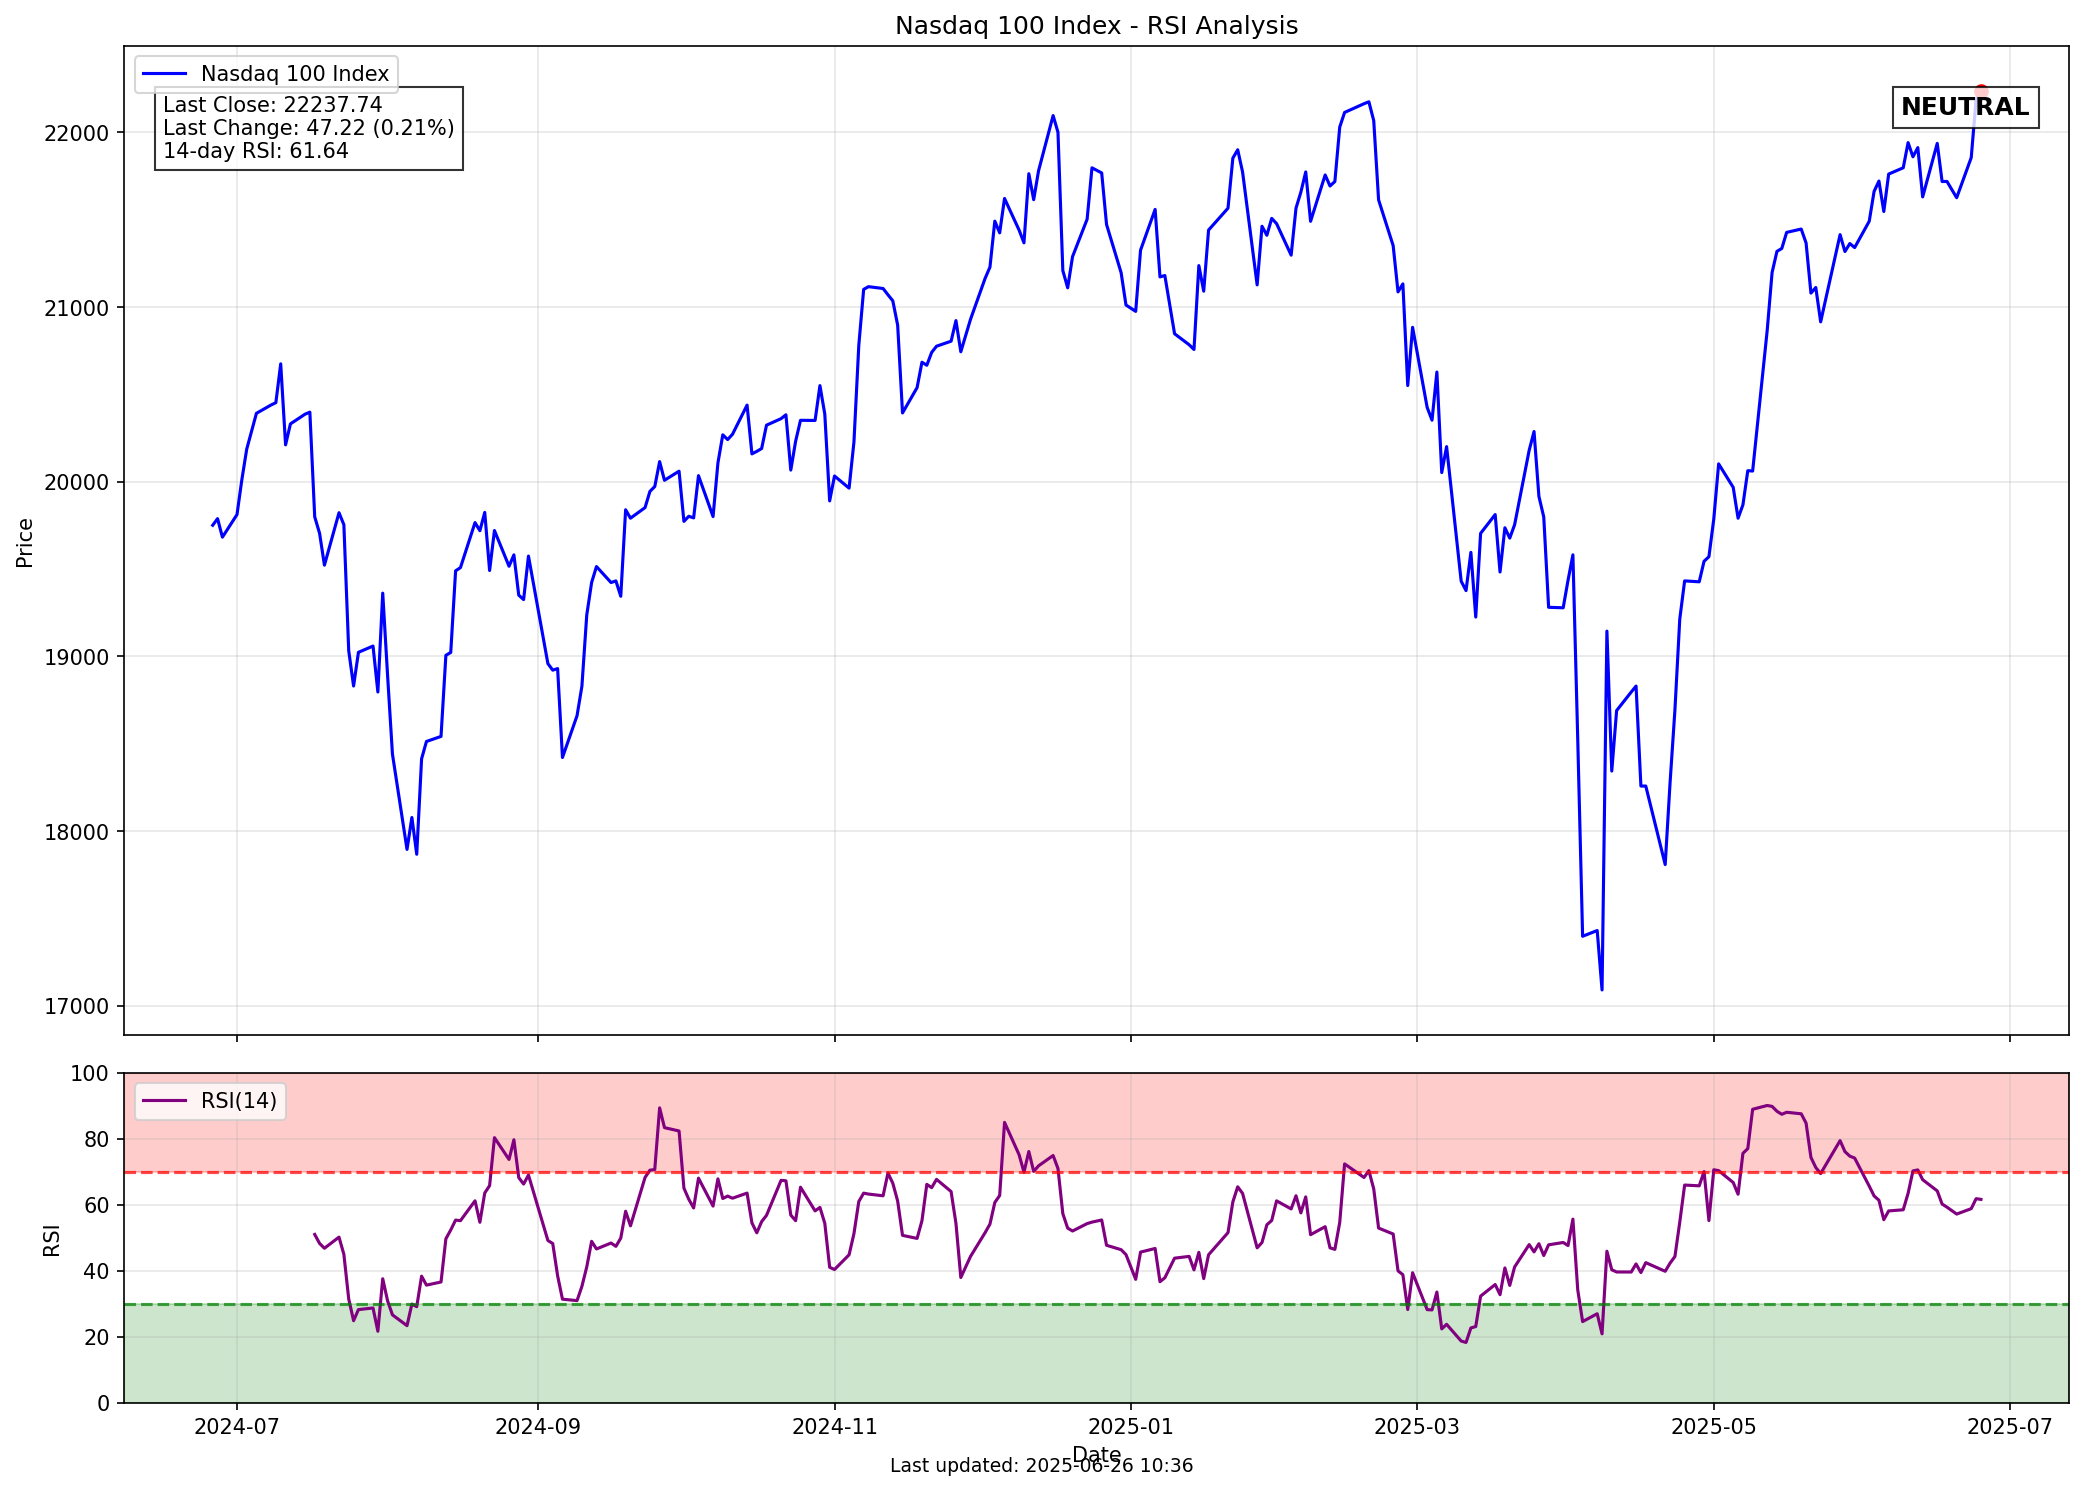 Nasdaq 100 Index - RSI Analysis
Nasdaq 100 Index
Last Close: 22237.74
Last Change: 47.22 (0.21%)
14-day RSI: 61.64
NEUTRAL
22000
21000
20000
19000
18000
17000
Price
RSI(14)
100
80
60
40
20
0
RSI
2024-07
2024-09
2024-11
2025-01
2025-03
2025-05
2025-07
Date
Last updated: 2025-06-26 10:36